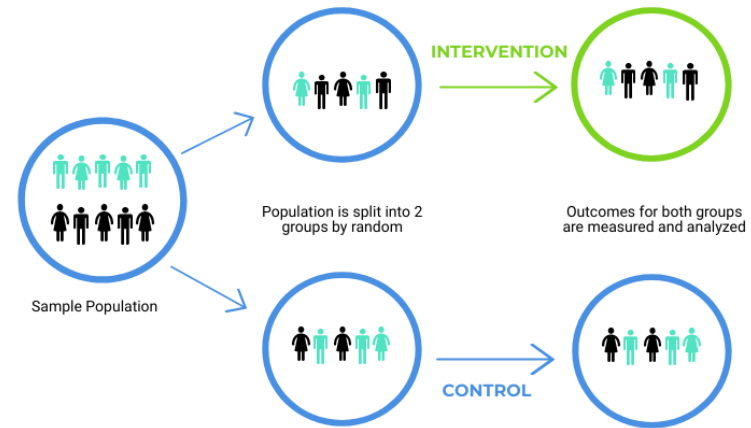 INTERVENTION
Population is split into 2
groups by random
Outcomes for both groups
are measured and analyzed
Sample Population
CONTROL